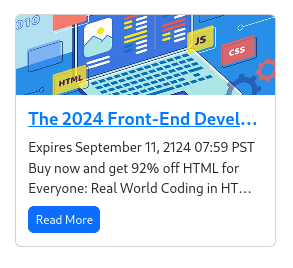 010
HTML
JS
CSS
The 2024 Front-End Devel...
Expires September 11, 2124 07:59 PST
Buy now and get 92% off HTML for
Everyone: Real World Coding in HT...
Read More